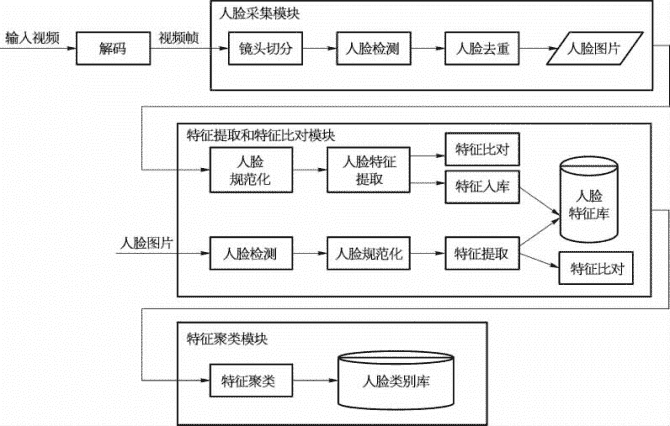 人脸采集模块
输入视频
解码
视频帧
镜头切分
人脸检测
人脸去重
人脸图片
特征提取和特征比对模块
人脸
规范化
人脸特征
提取
特征比对
特征入库
人脸
特征库
人脸图片
人脸检测
人脸规范化
特征提取
特征比对
特征聚类模块
特征聚类
人脸类别库